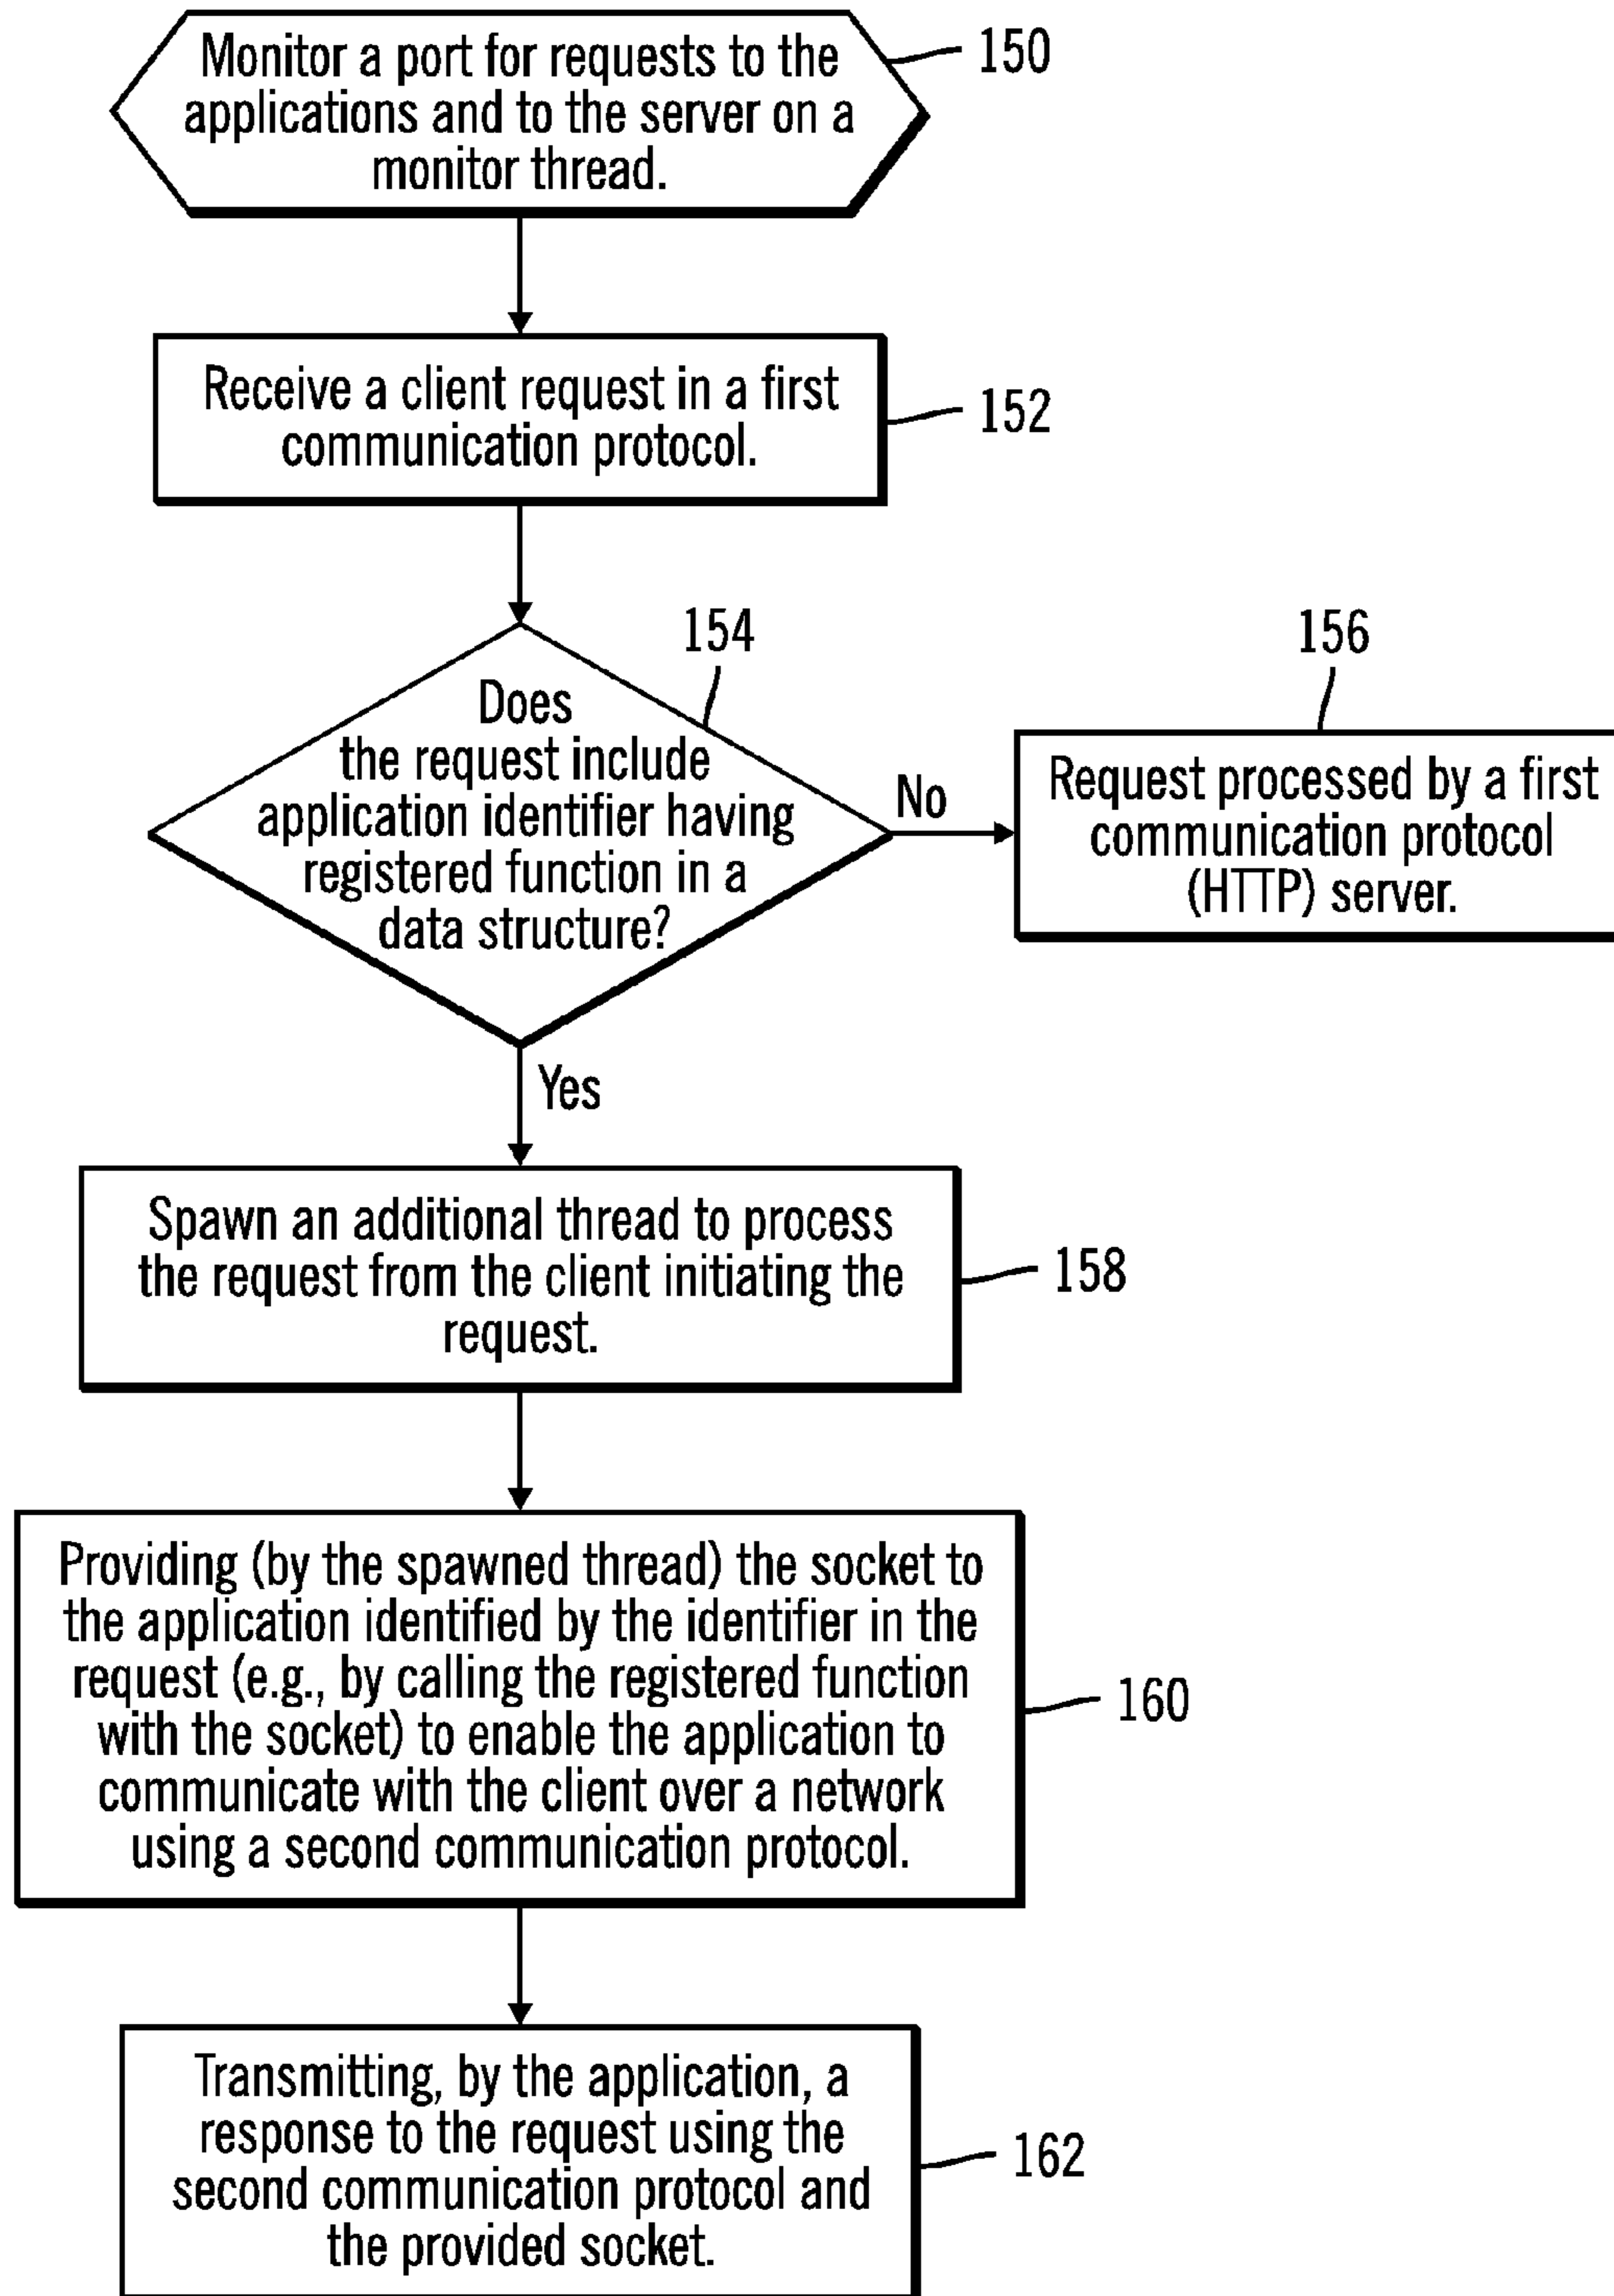 Monitor a port for requests to the
applications and to the server on a
monitor thread.
150
Receive a client request in a first
communication protocol.
152
154
Does
the request include
application identifier having
registered function in a
data structure?
No
156
Request processed by a first
communication protocol
(HTTP) server.
Yes
Spawn an additional thread to process
the request from the client initiating the
request.
158
Providing (by the spawned thread) the socket to
the application identified by the identifier in the
request (e.g., by calling the registered function
with the socket) to enable the application to
communicate with the client over a network
using a second communication protocol.
160
Transmitting, by the application, a
response to the request using the
second communication protocol and
the provided socket.
162